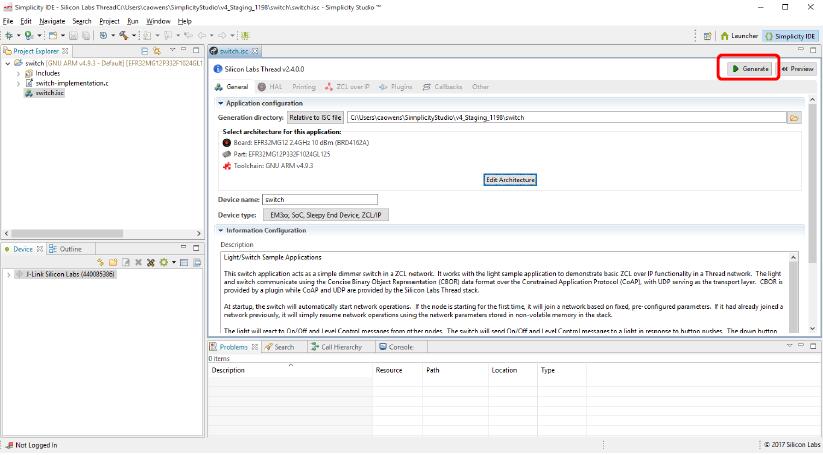 Simplicity IDE - Silicon Labs ThreadC:\Users\caowens\SimplicityStudio\v4_Staging_1198\switch\switch.isc - Simplicity Studio ™
File Edit Navigate Search Project Run Window Help
Launcher Simplicity IDE
Project Explorer
switch [GNU ARM v4.9.3 - Default] [EFR32MG12P332F1024GL1
Includes
switch-implementation.c
switch.isc
switch.isc
Silicon Labs Thread v2.4.0.0
Generate Preview
General HAL Printing ZCL over IP Plugins Callbacks Other
Application configuration
Generation directory: Relative to ISC file C:\Users\caowens\SimplicityStudio\v4_Staging_1198\switch
Select architecture for this application:
Board: EFR32MG12 2.4GHz 10 dBm (BRD4162A)
Part: EFR32MG12P332F1024GL125
Toolchain: GNU ARM v4.9.3
Edit Architecture
Device name: switch
Device type: EM3xx, SoC, Sleepy End Device, ZCL/IP
Information Configuration
Description
Light/Switch Sample Applications
This switch application acts as a simple dimmer switch in a ZCL network. It works with the light sample application to demonstrate basic ZCL over IP functionality in a Thread network. The light
and switch communicate using the Concise Binary Object Representation (CBOR) data format over the Constrained Application Protocol (CoAP), with UDP serving as the transport layer. CBOR is
provided by a plugin while CoAP and UDP are provided by the Silicon Labs Thread stack.
At startup, the switch will automatically start network operations. If the node is starting for the first time, it will join a network based on fixed, pre-configured parameters. If it had already joined a
network previously, it will simply resume network operations using the network parameters stored in non-volatile memory in the stack.
The light will react to On/Off and Level Control messages from other nodes. The switch will send On/Off and Level Control messages to a light in response to button pushes. The down button
Device Outline
J-Link Silicon Labs (440085386)
Problems Search Call Hierarchy Console
0 items
Description Resource Path Location Type
Not Logged In
© 2017 Silicon Labs